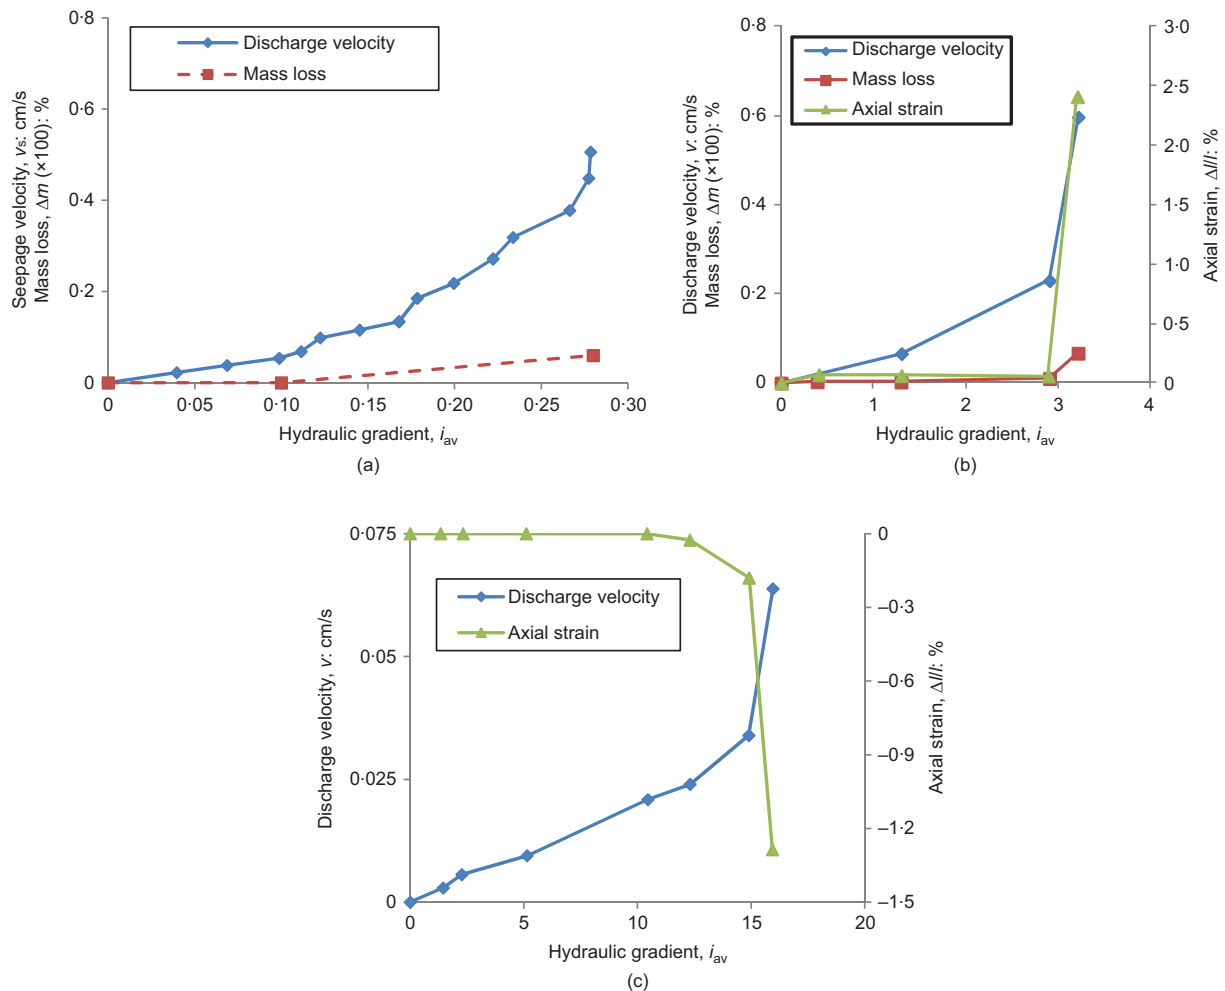 0·8
0·6
0·4
0·2
0
Seepage velocity, vs: cm/s
Mass loss, Δm (×100): %
Discharge velocity
Mass loss
0 0·05 0·10 0·15 0·20 0·25 0·30
Hydraulic gradient, iav
(a)
0·8
0·6
0·4
0·2
0
Discharge velocity, v: cm/s
Mass loss, Δm (×100): %
Discharge velocity
Mass loss
Axial strain
3·0
2·5
2·0
1·5
1·0
0·5
0
Axial strain, Δl/l: %
0 1 2 3 4
Hydraulic gradient, iav
(b)
0·075
0·05
0·025
0
Discharge velocity, v: cm/s
Discharge velocity
Axial strain
0
–0·3
–0·6
–0·9
–1·2
–1·5
Axial strain, Δl/l: %
0 5 10 15 20
Hydraulic gradient, iav
(c)